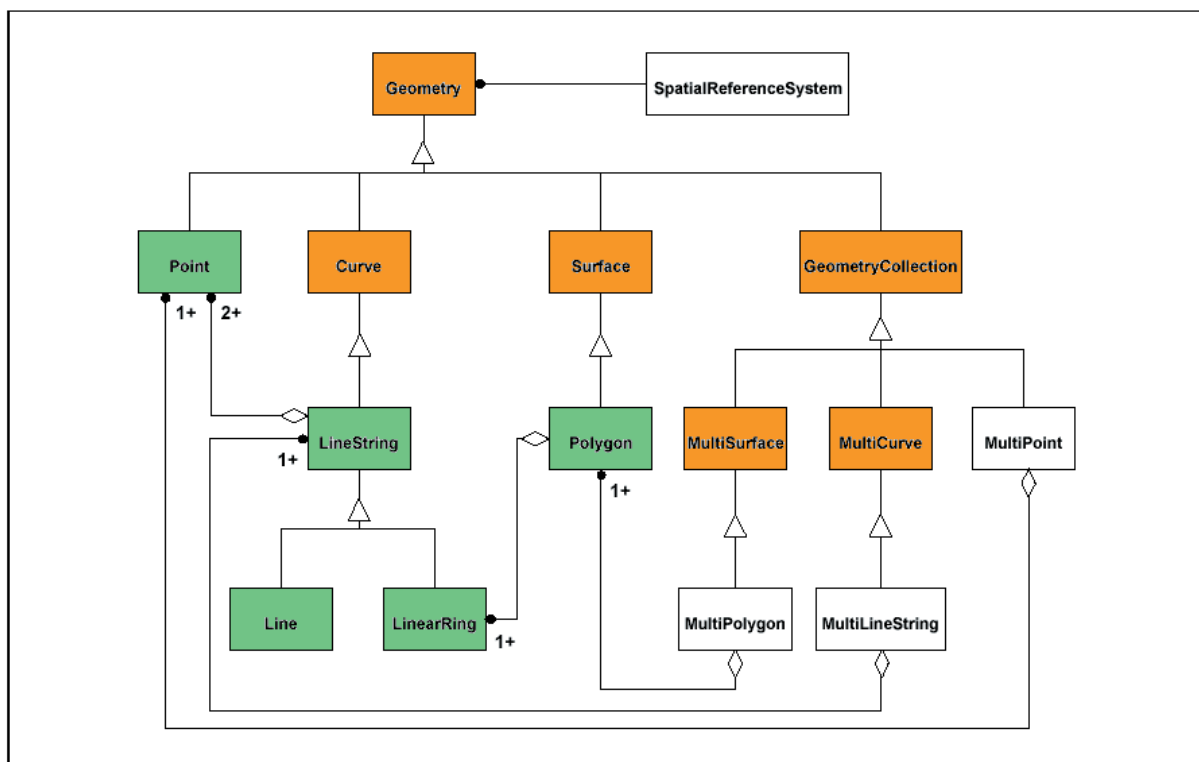 Geometry
SpatialReferenceSystem
Point
Curve
Surface
GeometryCollection
1+
2+
LineString
Polygon
MultiSurface
MultiCurve
MultiPoint
1+
1+
Line
LinearRing
MultiPolygon
MultiLineString
1+